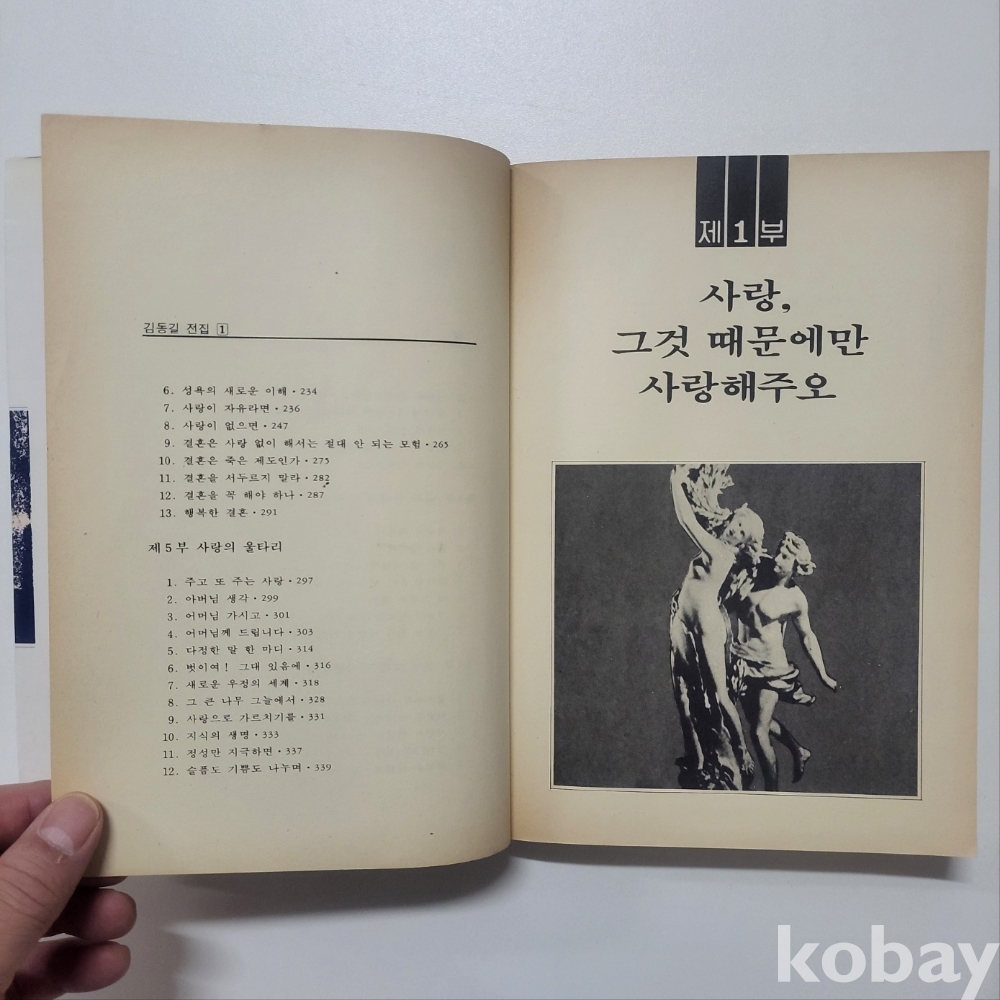 김동길 전집 1
6. 성욕의 새로운 이해 · 234
7. 사랑이 자유라면 · 236
8. 사랑이 없으면 · 247
9. 결혼은 사랑 없이 해서는 절대 안 되는 모험 · 265
10. 결혼은 죽은 제도인가 · 275
11. 결혼을 서두르지 말라 · 282
12. 결혼을 꼭 해야 하나 · 287
13. 행복한 결혼 · 291
제5부 사랑의 울타리
1. 주고 또 주는 사랑 · 297
2. 아버님 생각 · 299
3. 어머님 가시고 · 301
4. 어머님께 드립니다 · 303
5. 다정한 말 한 마디 · 314
6. 벗이여! 그대 있음에 · 316
7. 새로운 우정의 세계 · 318
8. 그 큰 나무 그늘에서 · 328
9. 사랑으로 가르치기를 · 331
10. 지식의 생명 · 333
11. 정성만 지극하면 · 337
12. 슬픔도 기쁨도 나누며 · 339
제1부
사랑,
그것 때문에만
사랑해주오
kobay